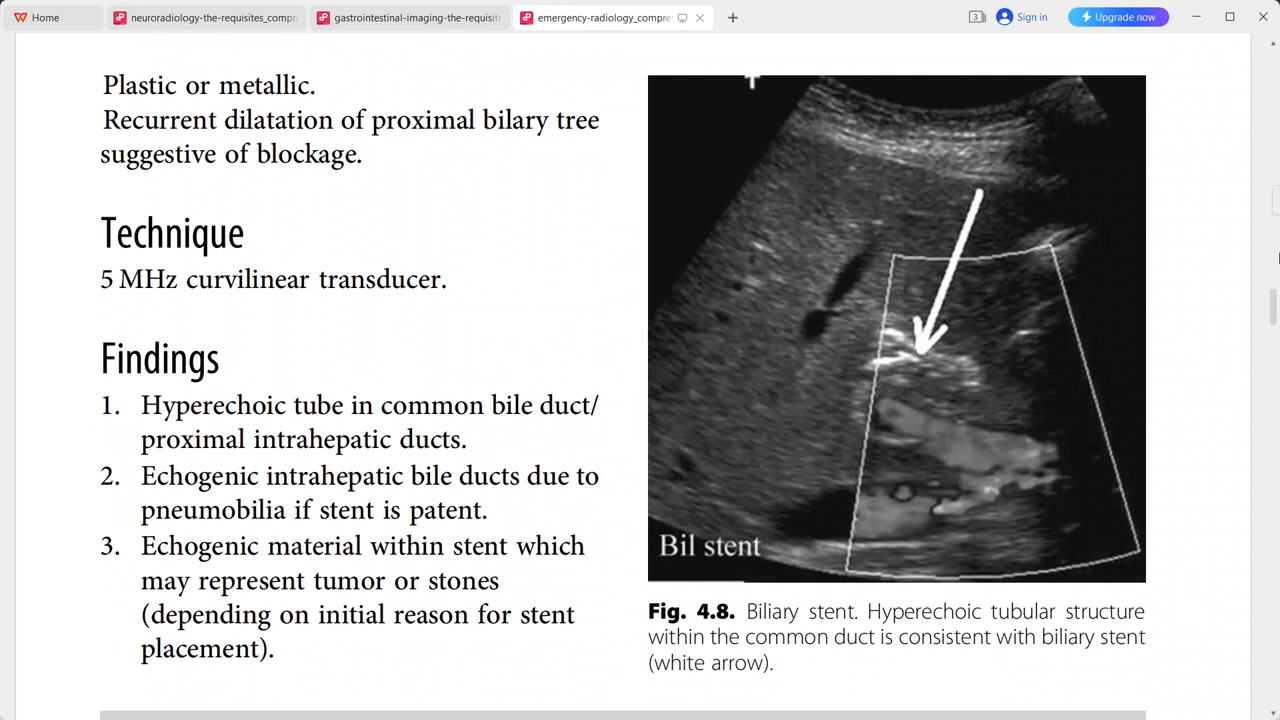 Home
neuroradiology-the-requisites_compr
gastrointestinal-imaging-the-requisite
emergency-radiology_compre
3
Sign in
Upgrade now
Plastic or metallic.
Recurrent dilatation of proximal bilary tree
suggestive of blockage.
Technique
5 MHz curvilinear transducer.
Findings
1. Hyperechoic tube in common bile duct/
proximal intrahepatic ducts.
2. Echogenic intrahepatic bile ducts due to
pneumobilia if stent is patent.
3. Echogenic material within stent which
may represent tumor or stones
(depending on initial reason for stent
placement).
Bil stent
Fig. 4.8. Biliary stent. Hyperechoic tubular structure
within the common duct is consistent with biliary stent
(white arrow).